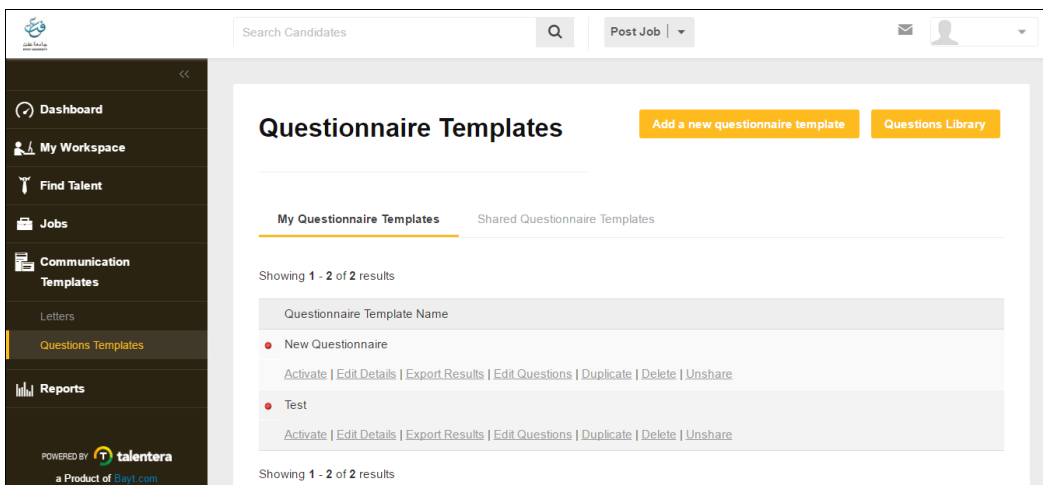 جامعة عفت
Search Candidates
Post Job
Dashboard
My Workspace
Find Talent
Jobs
Communication
Templates
Letters
Questions Templates
Reports
POWERED BY talentera
a Product of Bayt.com
Questionnaire Templates
Add a new questionnaire template
Questions Library
My Questionnaire Templates
Shared Questionnaire Templates
Showing 1 - 2 of 2 results
Questionnaire Template Name
New Questionnaire
Activate | Edit Details | Export Results | Edit Questions | Duplicate | Delete | Unshare
Test
Activate | Edit Details | Export Results | Edit Questions | Duplicate | Delete | Unshare
Showing 1 - 2 of 2 results